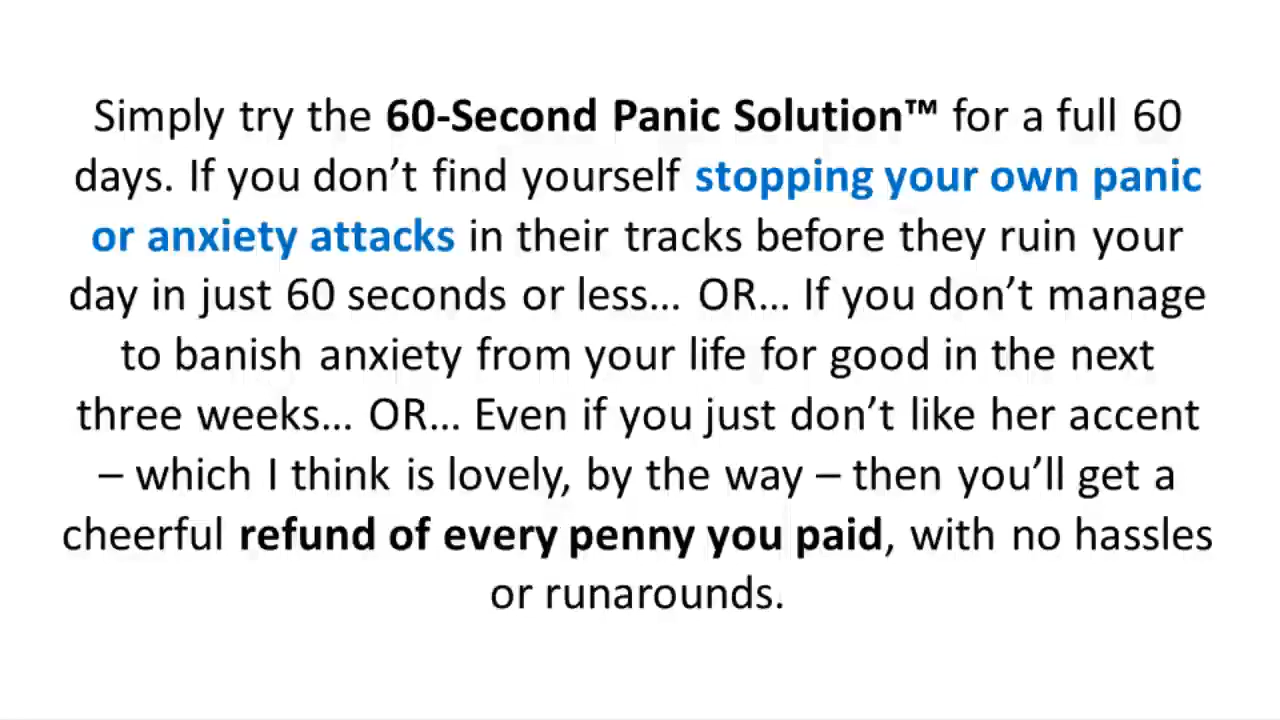 Simply try the 60-Second Panic Solution™ for a full 60
days. If you don’t find yourself stopping your own panic
or anxiety attacks in their tracks before they ruin your
day in just 60 seconds or less… OR… If you don’t manage
to banish anxiety from your life for good in the next
three weeks… OR… Even if you just don’t like her accent
– which I think is lovely, by the way – then you’ll get a
cheerful refund of every penny you paid, with no hassles
or runarounds.